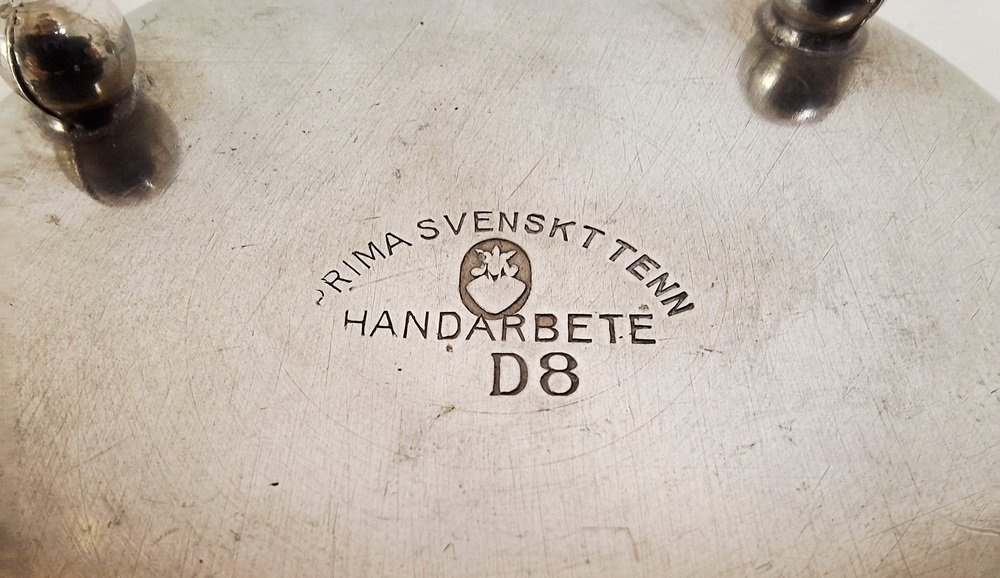 PRIMA SVENSKT TENN
HANDARBETE
D8